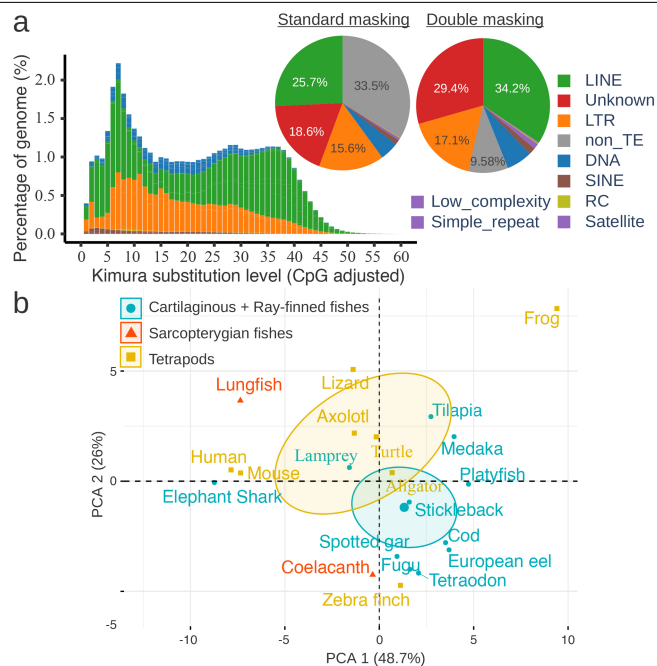 a
Standard masking
Double masking
Percentage of genome (%)
2.0
1.5
1.0
0.5
0.0
0
5
10
15
20
25
30
35
40
45
50
55
60
Kimura substitution level (CpG adjusted)
25.7%
33.5%
18.6%
15.6%
29.4%
34.2%
17.1%
9.58%
LINE
Unknown
LTR
non_TE
DNA
SINE
Low_complexity
RC
Simple_repeat
Satellite
b
Cartilaginous + Ray-finned fishes
Sarcopterygian fishes
Tetrapods
Frog
Lizard
Lungfish
Axolotl
Tilapia
Turtle
Medaka
Lamprey
Human
Mouse
Platyfish
Aligator
Elephant Shark
Stickleback
Spotted gar
Cod
European eel
Coelacanth
Fugu
Tetraodon
Zebra finch
PCA 2 (26%)
5
0
-5
-10
-5
0
5
10
PCA 1 (48.7%)